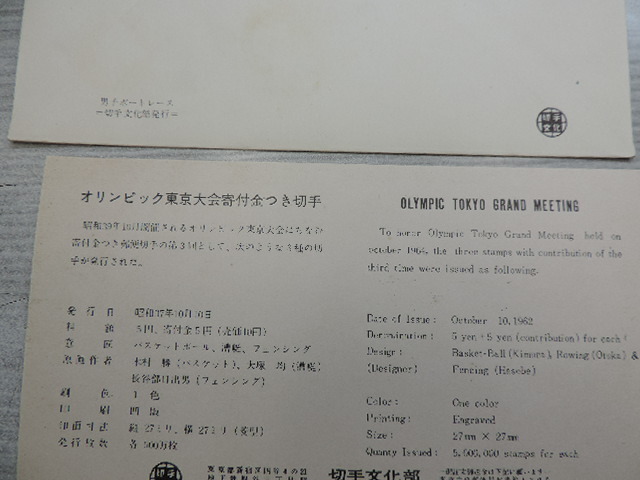 男子ボートレース
=切手文化部発行=
切手
文化
オリンピック東京大会寄付金つき切手
昭和39年10月開催されるオリンピック東京大会にちなむ
寄付金つき郵便切手の第3回として、次のような3種の切
手が発行された。
発行日 昭和37年10月10日
料額 5円、寄付金5円(売価10円)
意匠 バスケットボール、漕艇、フェンシング
原画作者 木村 勝(バスケット)、大塚 均(漕艇)
長谷部日出男(フェンシング)
刷色 1色
印刷 凹版
印面寸法 縦27ミリ、横27ミリ(菱型)
発行枚数 各500万枚
切手文化部
OLYMPIC TOKYO GRAND MEETING
To honor Olympic Tokyo Grand Meeting held on
october 1964, the three stamps with contribution of the
third time were issued as following.
Date of Issue: October 10, 1962
Denomination: 5 yen+5 yen (contribution) for each
Design: Basket-Ball (Kimura), Rowing (Otska) &
(Designer) Fencing (Hasebe)
Color: One color
Printing: Engraved
Size: 27mm × 27mm
Quanty Issued: 5,000,000 stamps for each